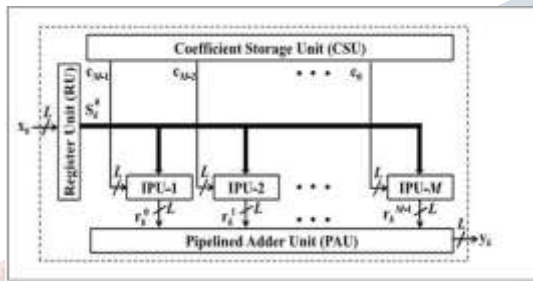 Coefficient Storage Unit (CSU)
c_{M-1} c_{M-2} • • • c_0
Register Unit (RU)
S_k^0
x_k L
L IPU-1 L IPU-2 • • • L IPU-M
r_k^0 L r_k^1 L • • • r_k^{M-1} L
Pipelined Adder Unit (PAU)
L y_k